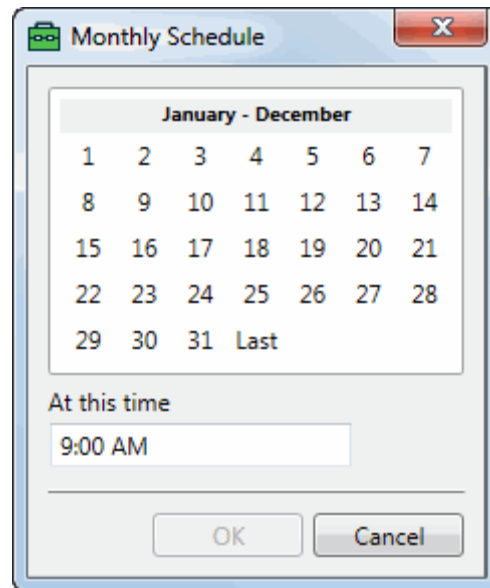 Monthly Schedule
January - December
1 2 3 4 5 6 7
8 9 10 11 12 13 14
15 16 17 18 19 20 21
22 23 24 25 26 27 28
29 30 31 Last
At this time
9:00 AM
OK Cancel